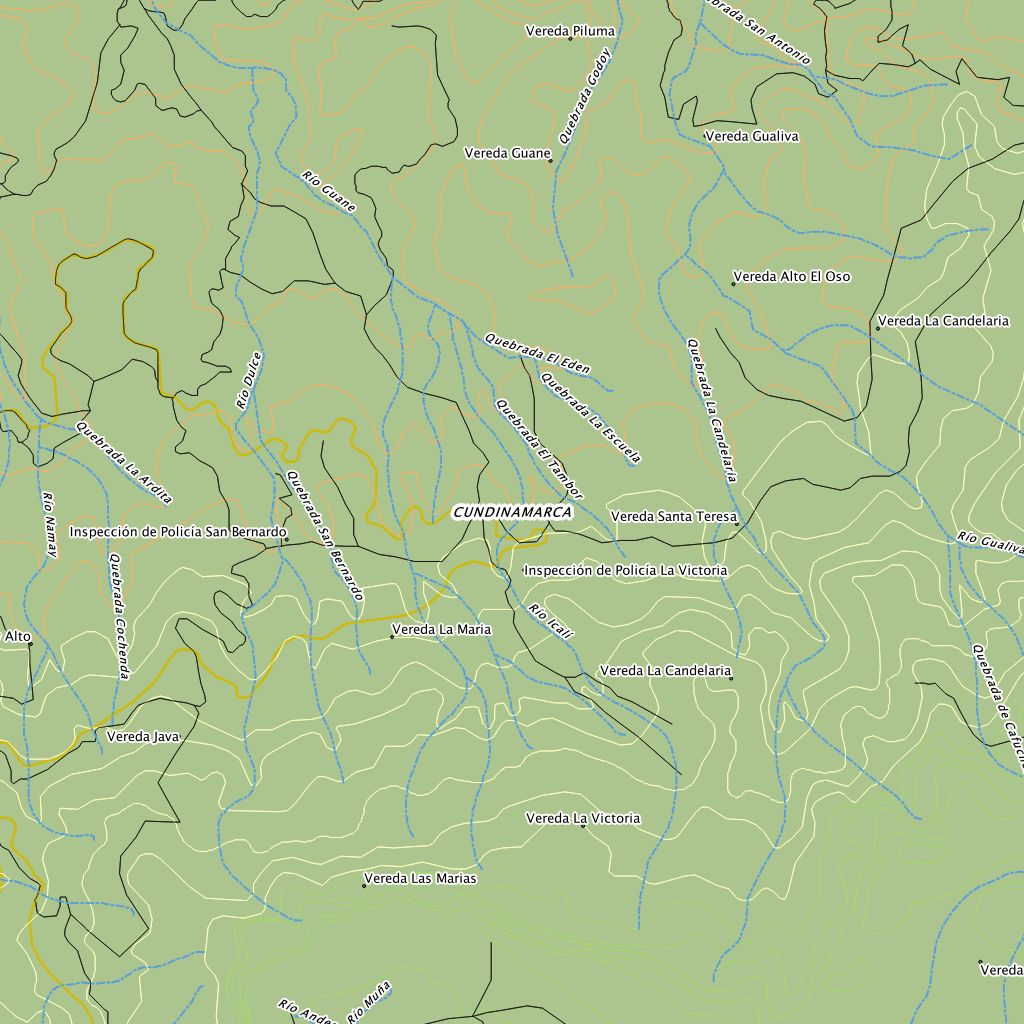 Quebrada San Antonio
Vereda Piluma
Quebrada Godoy
Vereda Gualiva
Vereda Guane
Río Guane
Vereda Alto El Oso
Vereda La Candelaria
Quebrada El Eden
Río Dulce
Quebrada La Escuela
Quebrada La Candelaria
Quebrada El Tambor
Quebrada La Ardita
Quebrada San Bernardo
CUNDINAMARCA
Vereda Santa Teresa
Río Namay
Inspección de Policía San Bernardo
Río Gualiva
Quebrada Cochenda
Inspección de Policía La Victoria
Río Icalí
Vereda La Maria
Alto
Vereda La Candelaria
Quebrada de Cafuche
Vereda Java
Vereda La Victoria
Vereda Las Marias
Vereda
Río Muña
Río Andes